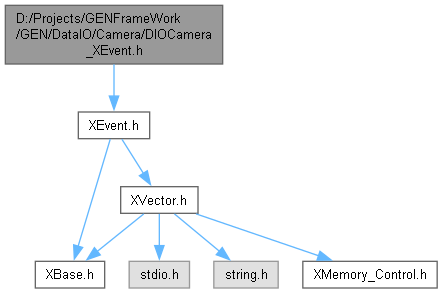 D:/Projects/GENFrameWork
/GEN/DataIO/Camera/DIOCamera
_XEvent.h
XEvent.h
XVector.h
XBase.h
stdio.h
string.h
XMemory_Control.h